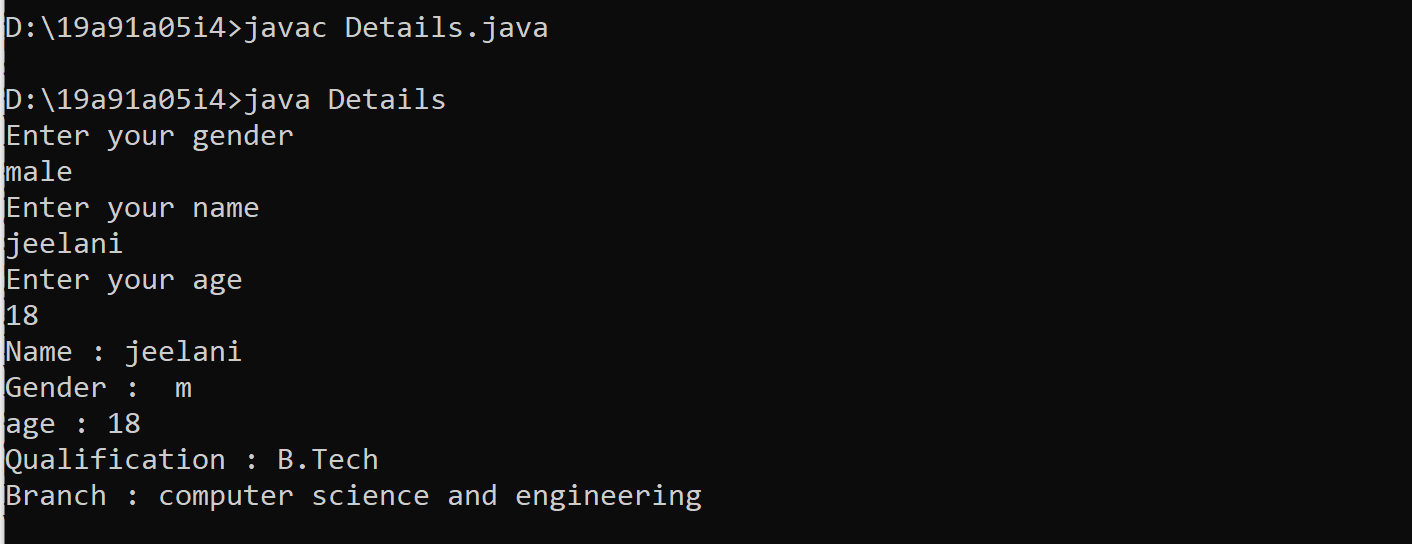 D:\19a91a05i4>javac Details.java
D:\19a91a05i4>java Details
Enter your gender
male
Enter your name
jeelani
Enter your age
18
Name : jeelani
Gender :  m
age : 18
Qualification : B.Tech
Branch : computer science and engineering